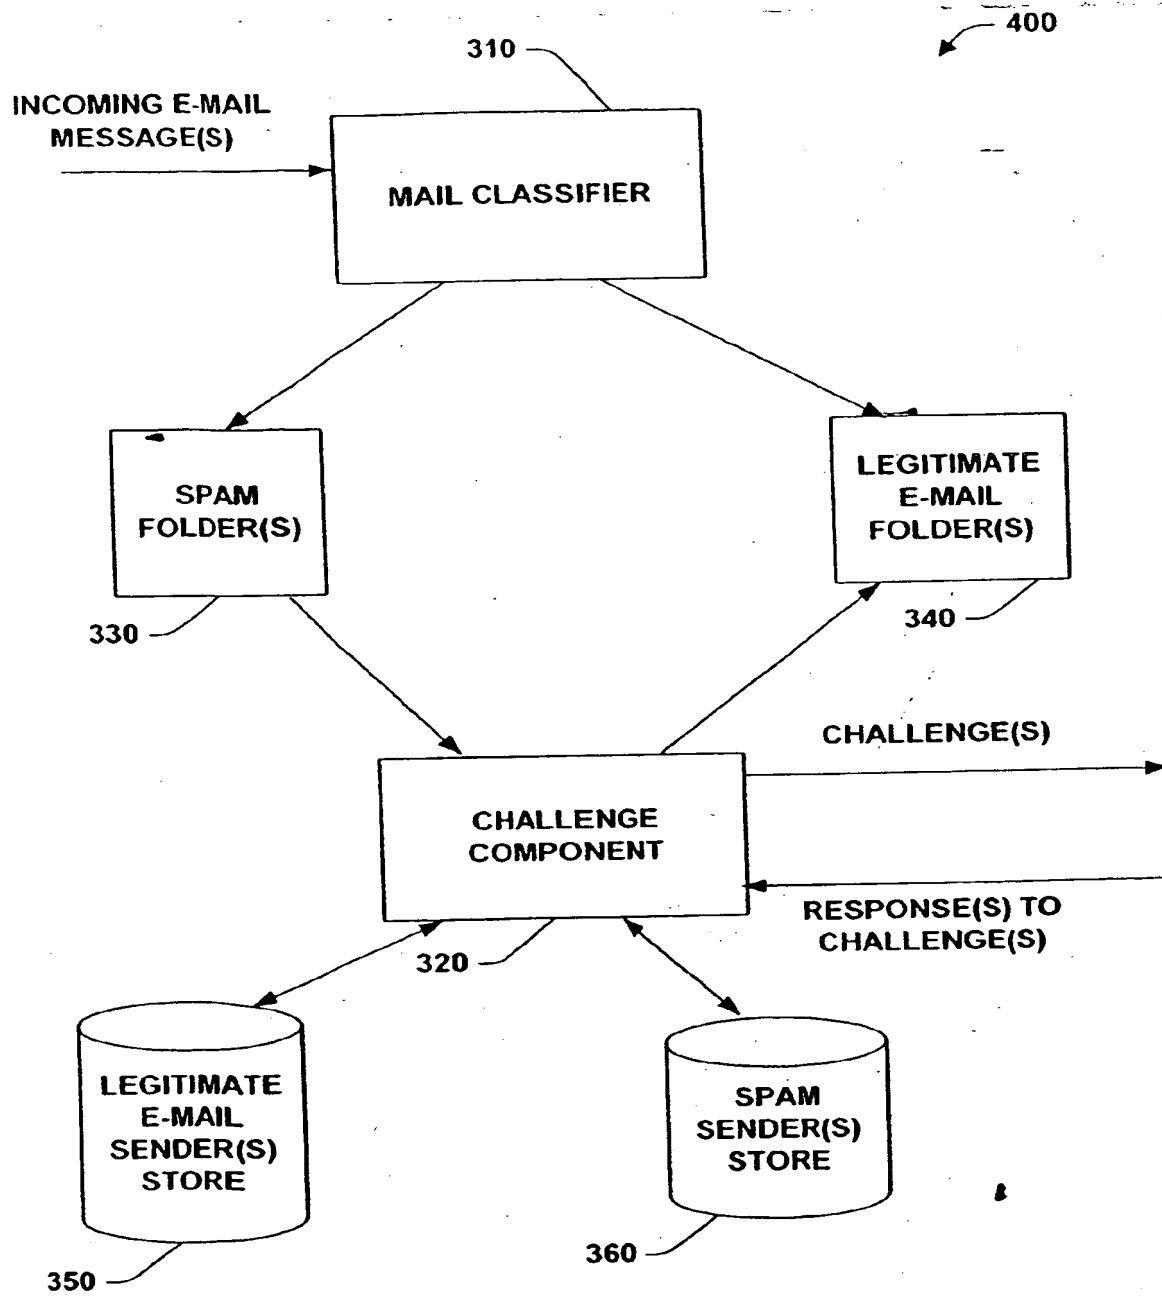 400
310
INCOMING E-MAIL
MESSAGE(S)
MAIL CLASSIFIER
SPAM
FOLDER(S)
330
LEGITIMATE
E-MAIL
FOLDER(S)
340
CHALLENGE(S)
CHALLENGE
COMPONENT
RESPONSE(S) TO
CHALLENGE(S)
320
LEGITIMATE
E-MAIL
SENDER(S)
STORE
350
SPAM
SENDER(S)
STORE
360